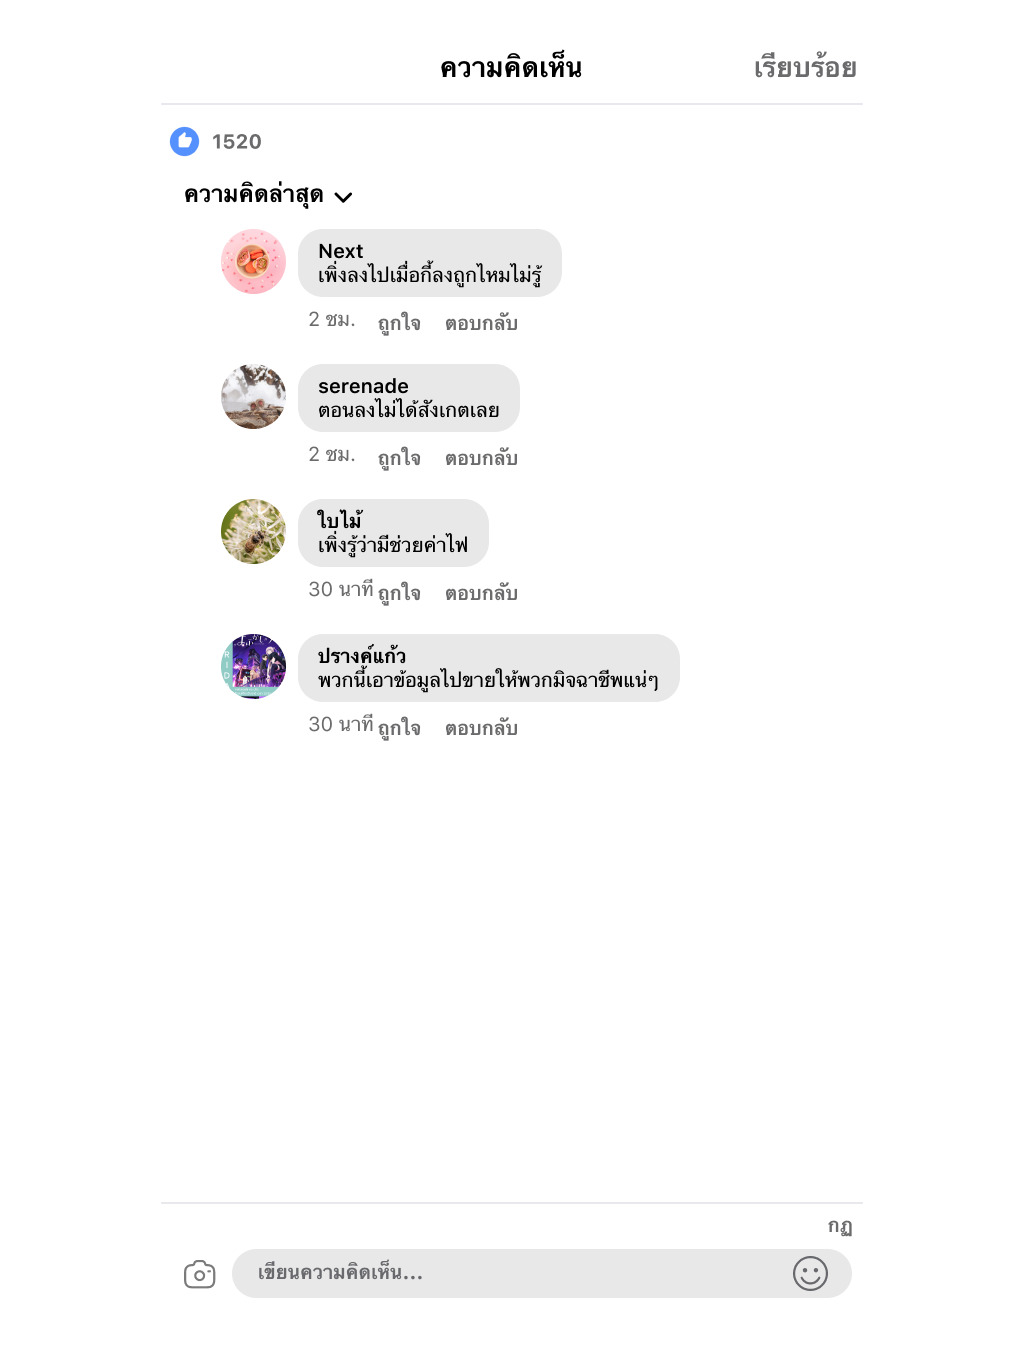 ความคิดเห็น
เรียบร้อย
1520
ความคิดล่าสุด
Next
เพิ่งลงไปเมื่อกี้ลงถูกไหมไม่รู้
2 ชม. ถูกใจ ตอบกลับ
serenade
ตอนลงไม่ได้สังเกตเลย
2 ชม. ถูกใจ ตอบกลับ
ใบไม้
เพิ่งรู้ว่ามีช่วยค่าไฟ
30 นาที ถูกใจ ตอบกลับ
ปรางค์แก้ว
พวกนี้เอาข้อมูลไปขายให้พวกมิจฉาชีพแน่ๆ
30 นาที ถูกใจ ตอบกลับ
กฏ
เขียนความคิดเห็น...